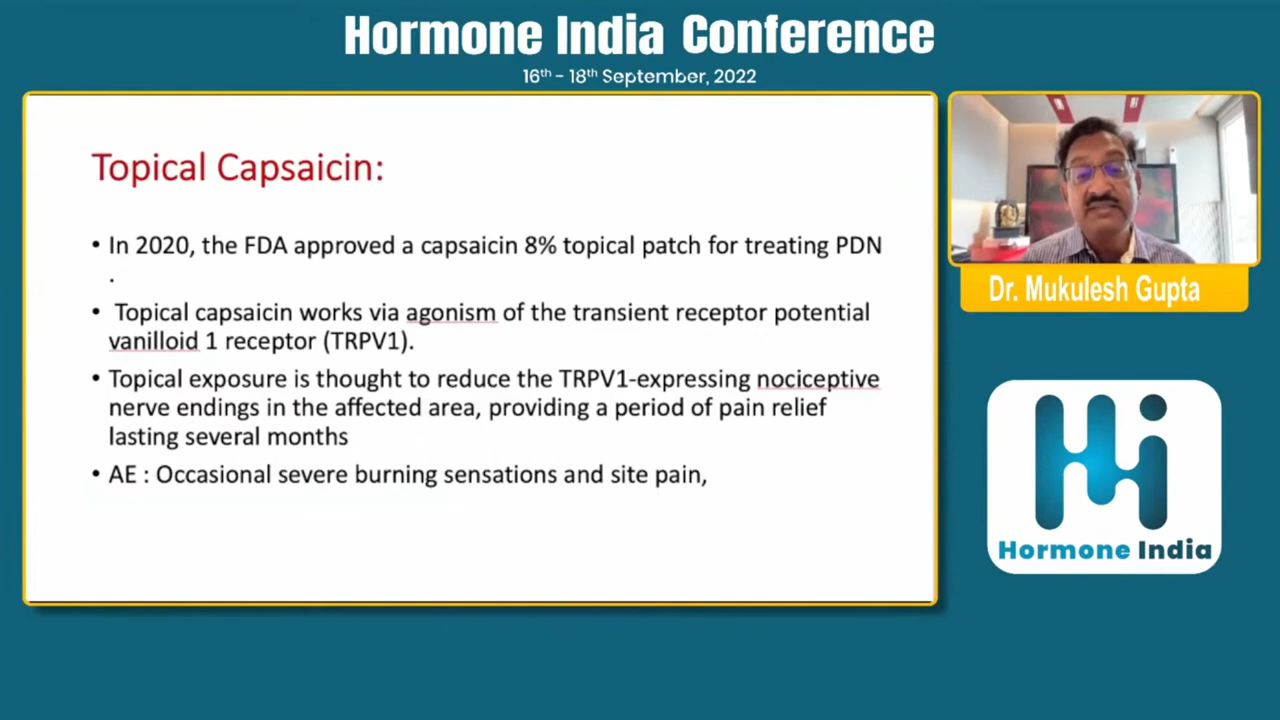 Hormone India Conference
16th - 18th September, 2022
Topical Capsaicin:
• In 2020, the FDA approved a capsaicin 8% topical patch for treating PDN
.
• Topical capsaicin works via agonism of the transient receptor potential
vanilloid 1 receptor (TRPV1).
• Topical exposure is thought to reduce the TRPV1-expressing nociceptive
nerve endings in the affected area, providing a period of pain relief
lasting several months
• AE : Occasional severe burning sensations and site pain,
Dr. Mukulesh Gupta
Hormone India